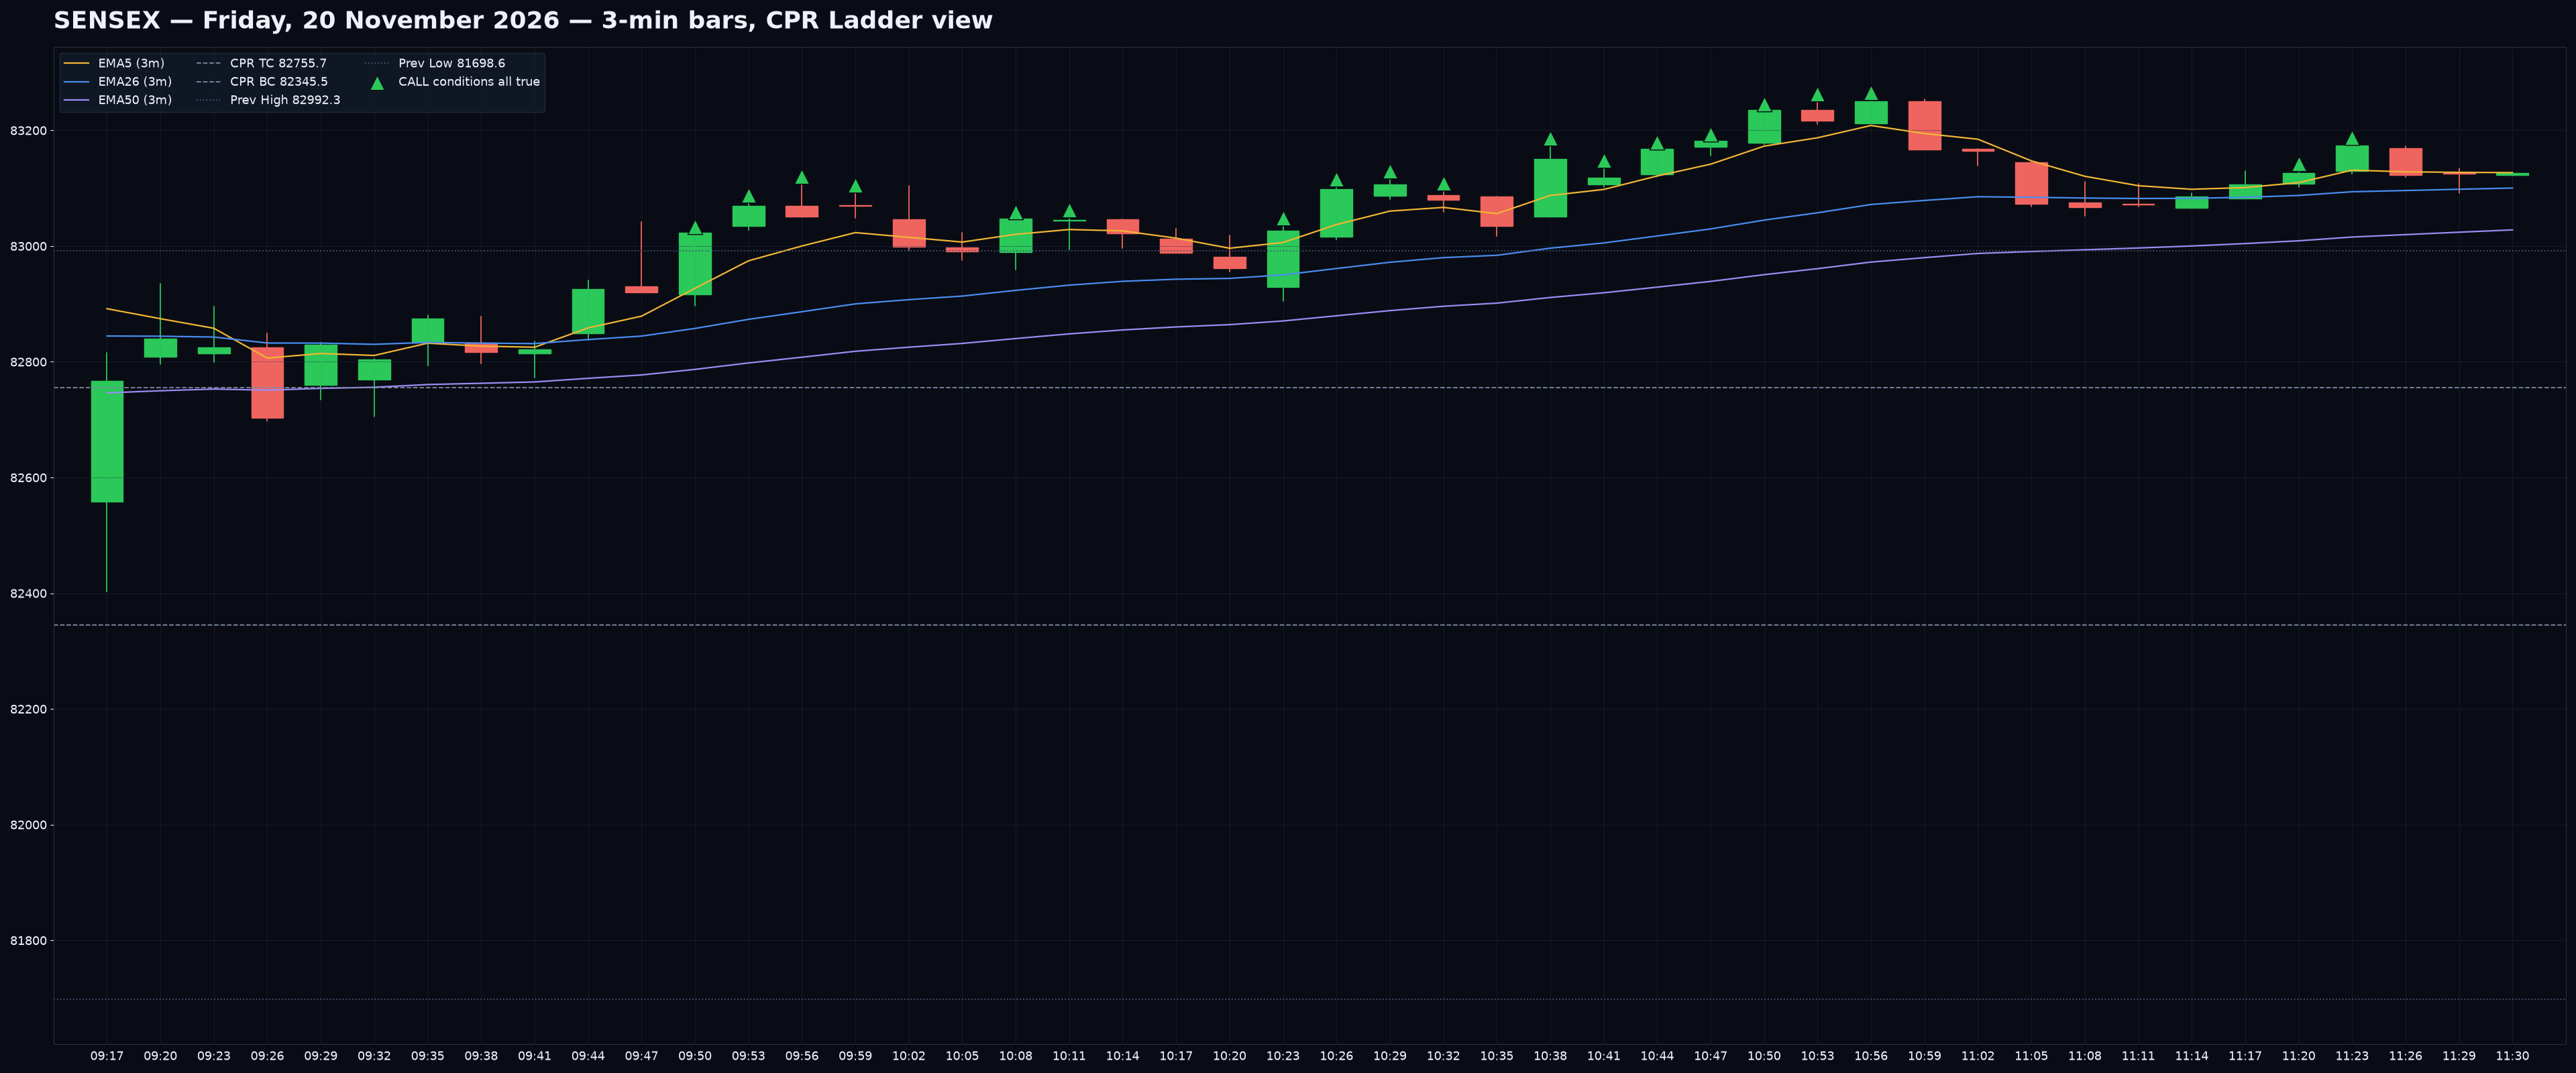 SENSEX — Friday, 20 November 2026 — 3-min bars, CPR Ladder view
EMA5 (3m)
EMA26 (3m)
EMA50 (3m)
CPR TC 82755.7
CPR BC 82345.5
Prev High 82992.3
Prev Low 81698.6
CALL conditions all true
83200
83000
82800
82600
82400
82200
82000
81800
09:17 09:20 09:23 09:26 09:29 09:32 09:35 09:38 09:41 09:44 09:47 09:50 09:53 09:56 09:59 10:02 10:05 10:08 10:11 10:14 10:17 10:20 10:23 10:26 10:29 10:32 10:35 10:38 10:41 10:44 10:47 10:50 10:53 10:56 10:59 11:02 11:05 11:08 11:11 11:14 11:17 11:20 11:23 11:26 11:29 11:30